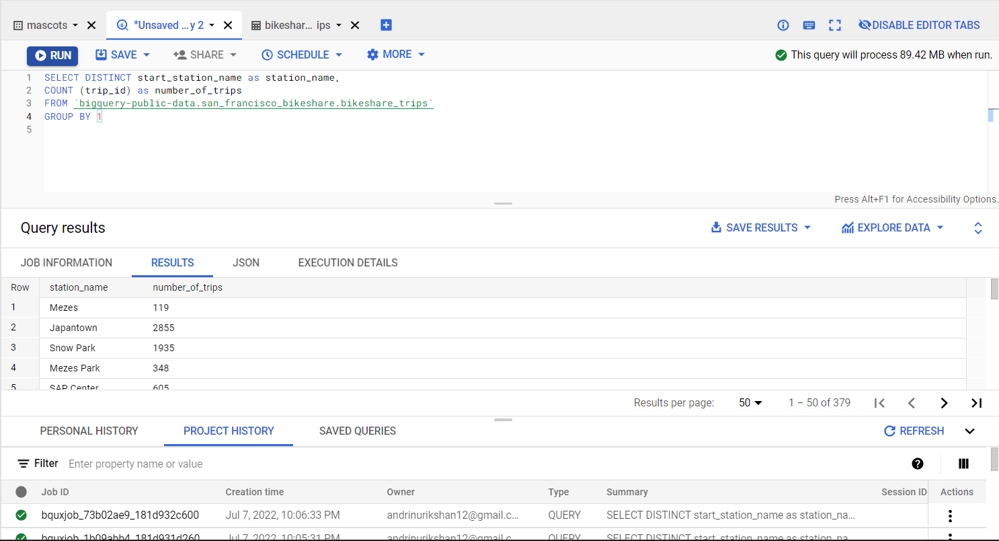 mascots
*Unsaved ...y 2
bikeshar... ips
DISABLE EDITOR TABS
RUN
SAVE
SHARE
SCHEDULE
MORE
This query will process 89.42 MB when run.
1 SELECT DISTINCT start_station_name as station_name,
2 COUNT (trip_id) as number_of_trips
3 FROM `bigquery-public-data.san_francisco_bikeshare.bikeshare_trips`
4 GROUP BY 1
5
Press Alt+F1 for Accessibility Options.
Query results
SAVE RESULTS
EXPLORE DATA
JOB INFORMATION RESULTS JSON EXECUTION DETAILS
Row station_name number_of_trips
1 Mezes 119
2 Japantown 2855
3 Snow Park 1935
4 Mezes Park 348
5 SAP Center 605
Results per page: 50 1 – 50 of 379
PERSONAL HISTORY PROJECT HISTORY SAVED QUERIES REFRESH
Filter Enter property name or value
Job ID Creation time Owner Type Summary Session ID Actions
bquxjob_73b02ae9_181d932c600 Jul 7, 2022, 10:06:33 PM andrinurikshan12@gmail.c... QUERY SELECT DISTINCT start_station_name as station_na...
bquxjob_1b09abb4_181d931d260 Jul 7, 2022, 10:05:31 PM andrinurikshan12@gmail.c... QUERY SELECT DISTINCT start_station_name as station_na...